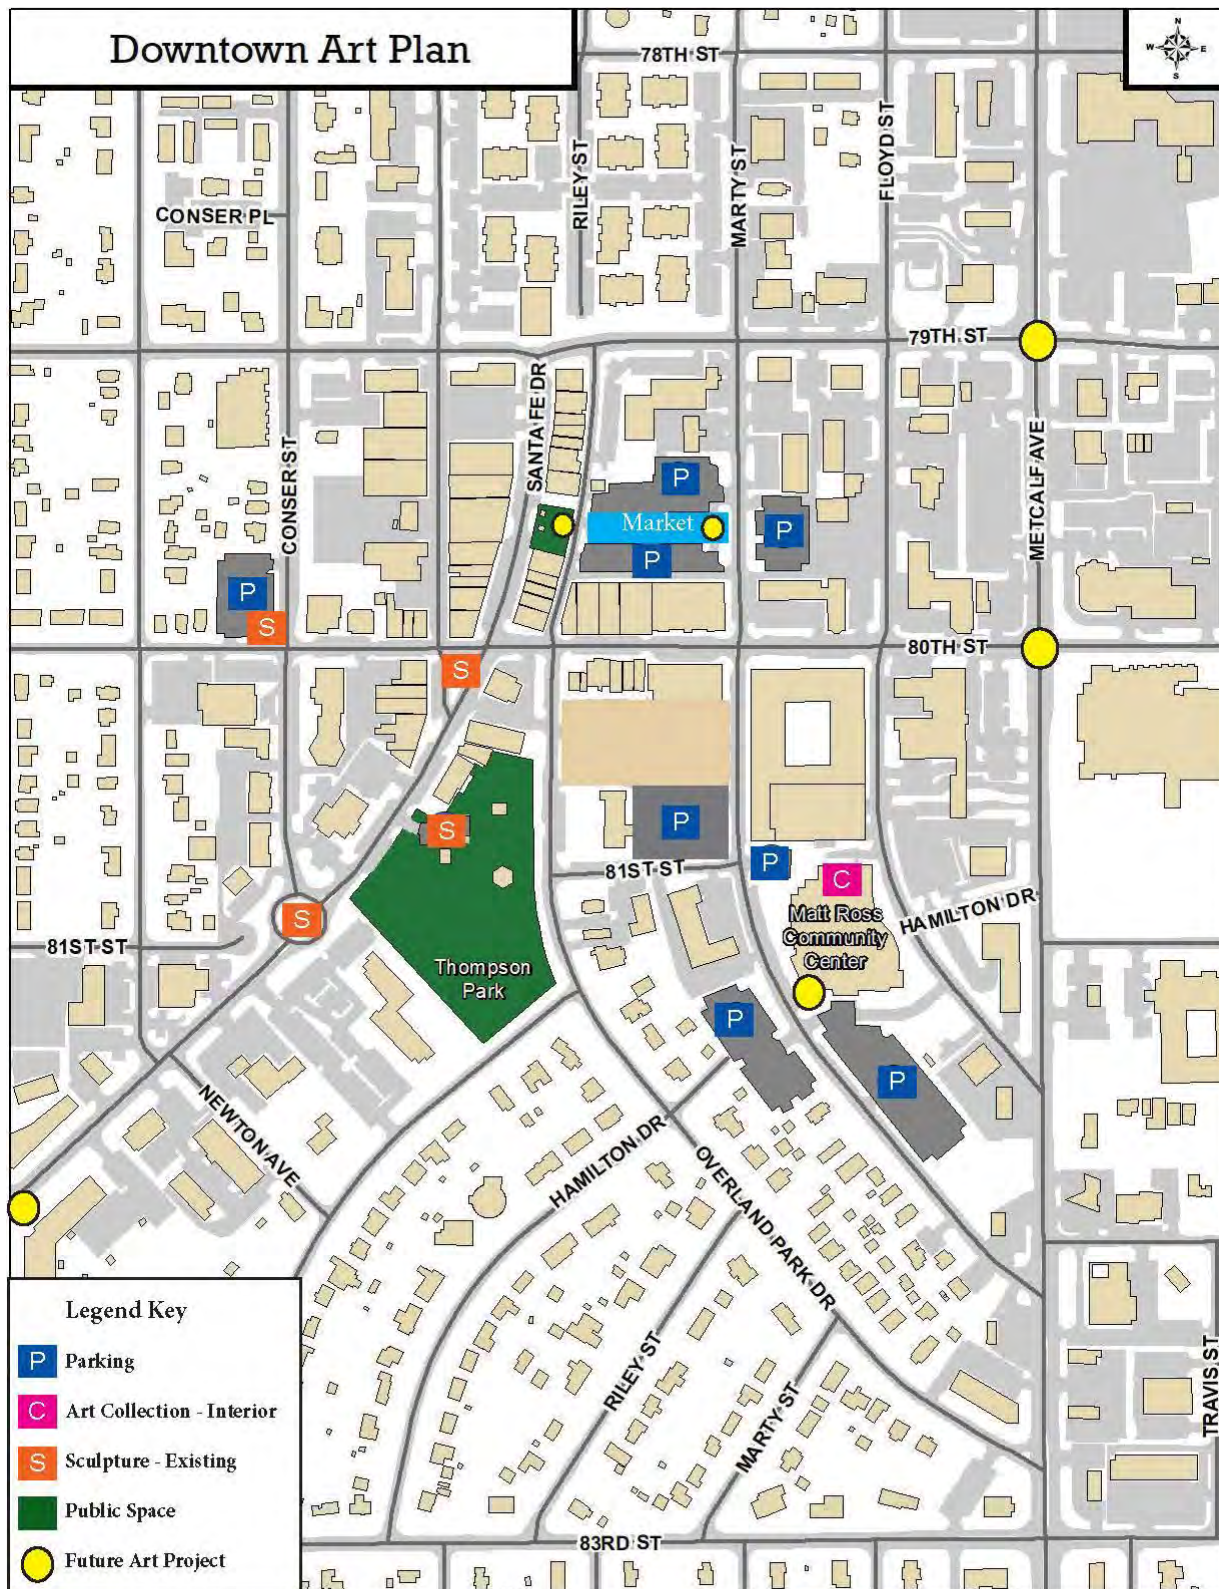 Downtown Art Plan
N
W E
S
78TH ST
RILEY ST
MARTY ST
FLOYD ST
CONSER PL
79TH ST
SANTA FE DR
CONSER ST
METCALF AVE
P
Market
P
P
P
S
80TH ST
S
P
S
81ST ST
P
C
Matt Ross
Community
Center
HAMILTON DR
S
81ST ST
Thompson
Park
P
P
NEWTON AVE
HAMILTON DR
OVERLAND PARK DR
RILEY ST
MARTY ST
TRAVIS ST
83RD ST
Legend Key
P Parking
C Art Collection - Interior
S Sculpture - Existing
Public Space
Future Art Project